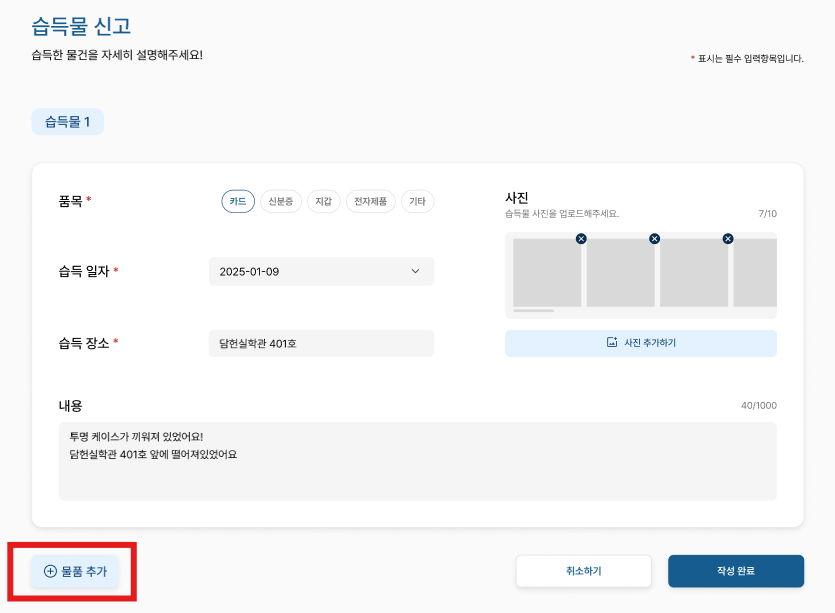 습득물 신고
습득한 물건을 자세히 설명해주세요!
* 표시는 필수 입력항목입니다.
습득물 1
품목 *
카드 신분증 지갑 전자제품 기타
습득 일자 *
2025-01-09
습득 장소 *
담헌실학관 401호
사진
습득물 사진을 업로드해주세요.
7/10
사진 추가하기
내용
40/1000
투명 케이스가 끼워져 있었어요!
담헌실학관 401호 앞에 떨어져있었어요
물품 추가
취소하기
작성 완료